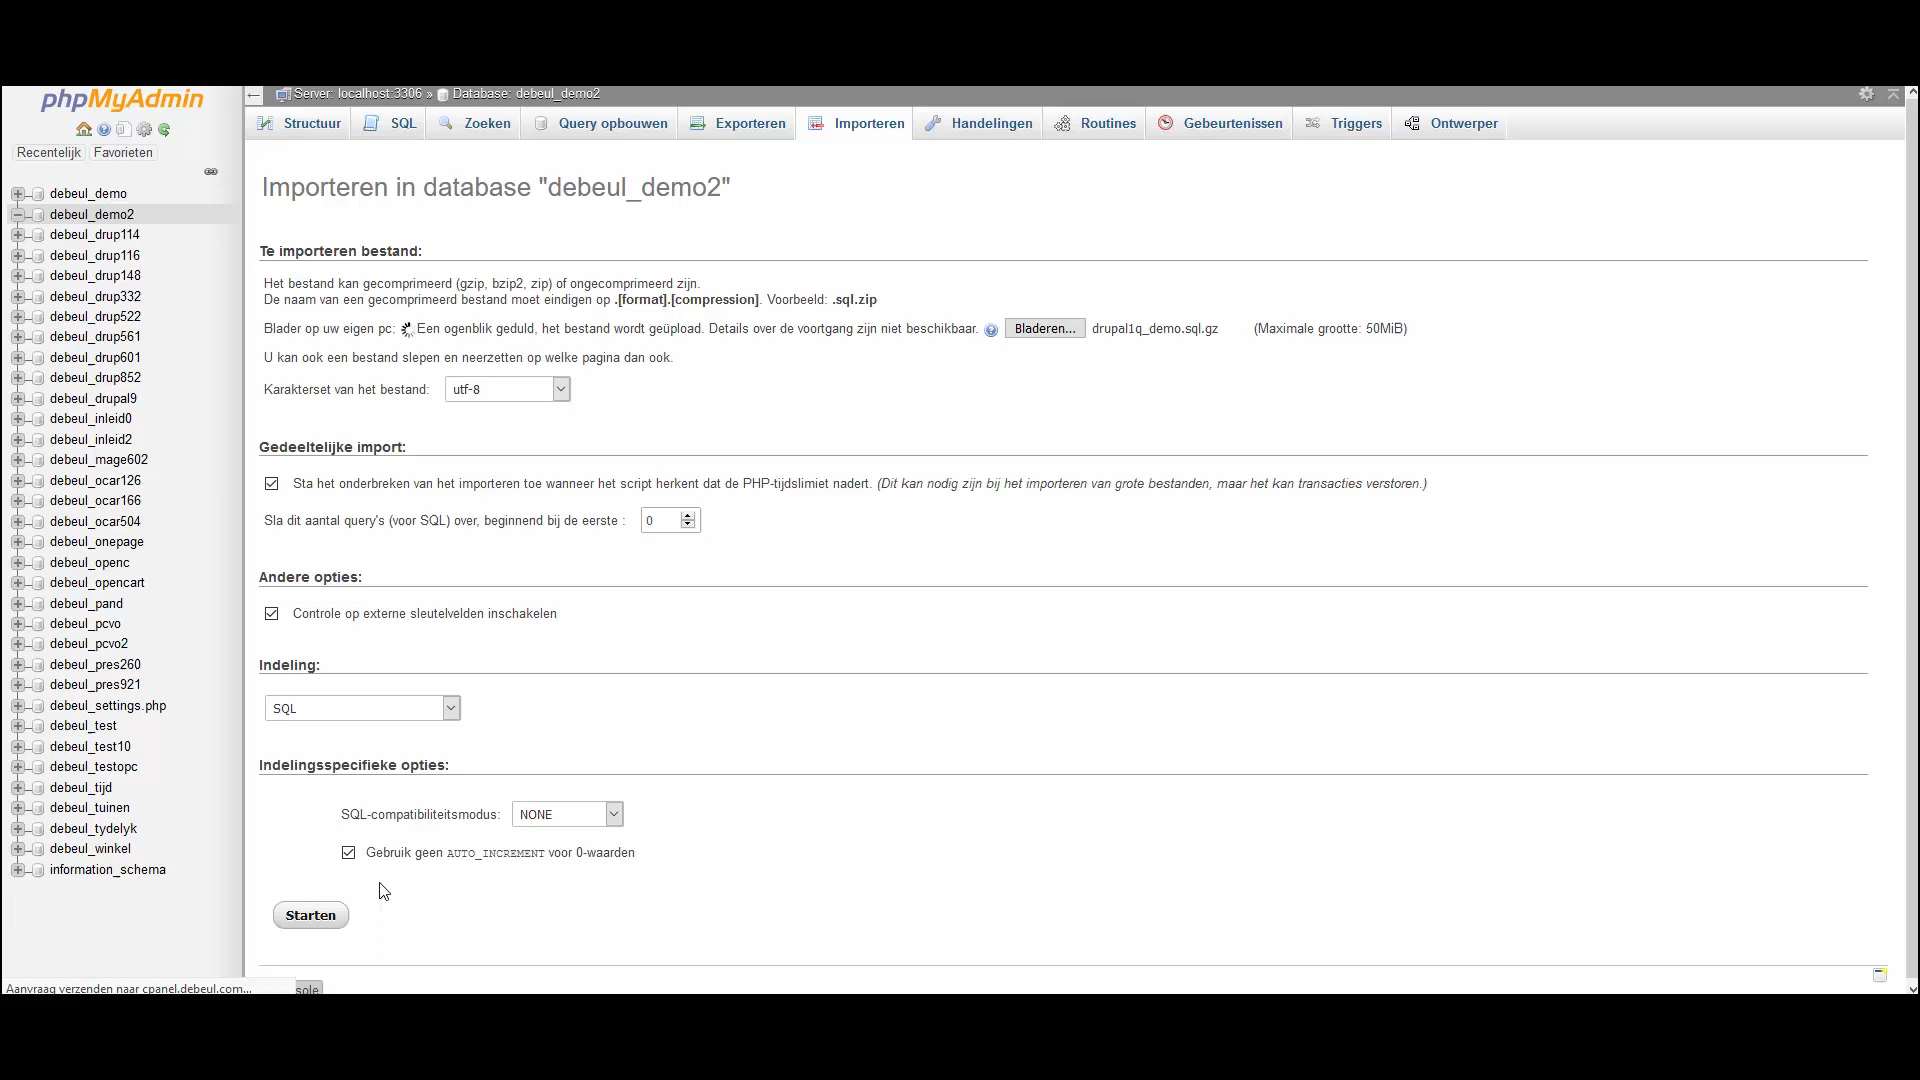 phpMyAdmin
Recentelijk Favorieten
debeul_demo
debeul_demo2
debeul_drup114
debeul_drup116
debeul_drup148
debeul_drup332
debeul_drup522
debeul_drup561
debeul_drup601
debeul_drup852
debeul_drupal9
debeul_inleid0
debeul_inleid2
debeul_mage602
debeul_ocar126
debeul_ocar166
debeul_ocar504
debeul_onepage
debeul_openc
debeul_opencart
debeul_pand
debeul_pcvo
debeul_pcvo2
debeul_pres260
debeul_pres921
debeul_settings.php
debeul_test
debeul_test10
debeul_testopc
debeul_tijd
debeul_tuinen
debeul_tydelyk
debeul_winkel
information_schema
Aanvraag verzenden naar cpanel.debeul.com...
Server: localhost:3306 » Database: debeul_demo2
Structuur SQL Zoeken Query opbouwen Exporteren Importeren Handelingen Routines Gebeurtenissen Triggers Ontwerper
Importeren in database "debeul_demo2"
Te importeren bestand:
Het bestand kan gecomprimeerd (gzip, bzip2, zip) of ongecomprimeerd zijn.
De naam van een gecomprimeerd bestand moet eindigen op .[format].[compression]. Voorbeeld: .sql.zip
Blader op uw eigen pc: Een ogenblik geduld, het bestand wordt geüpload. Details over de voortgang zijn niet beschikbaar. Bladeren... drupal1q_demo.sql.gz (Maximale grootte: 50MiB)
U kan ook een bestand slepen en neerzetten op welke pagina dan ook.
Karakterset van het bestand: utf-8
Gedeeltelijke import:
Sta het onderbreken van het importeren toe wanneer het script herkent dat de PHP-tijdslimiet nadert. (Dit kan nodig zijn bij het importeren van grote bestanden, maar het kan transacties verstoren.)
Sla dit aantal query's (voor SQL) over, beginnend bij de eerste : 0
Andere opties:
Controle op externe sleutelvelden inschakelen
Indeling:
SQL
Indelingsspecifieke opties:
SQL-compatibiliteitsmodus: NONE
Gebruik geen AUTO_INCREMENT voor 0-waarden
Starten
sole